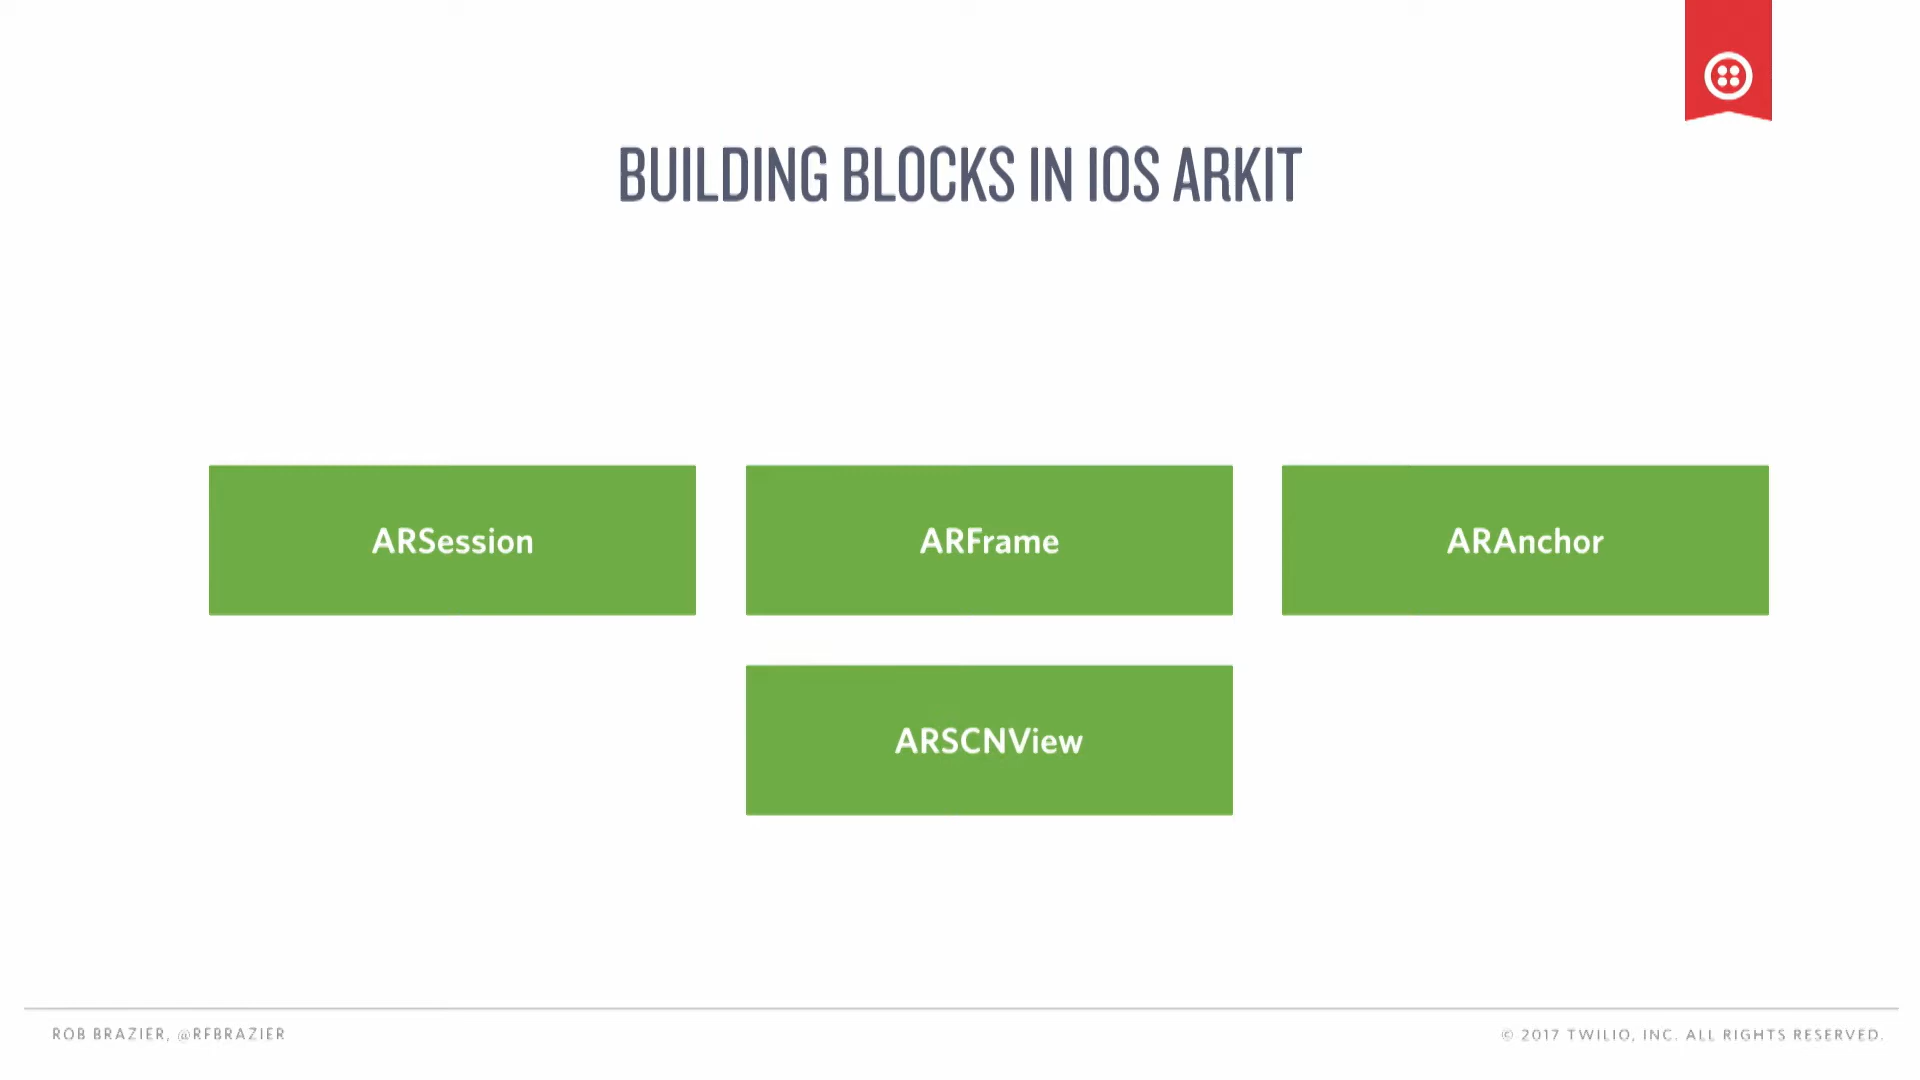 BUILDING BLOCKS IN IOS ARKIT
ARSession
ARFrame
ARAnchor
ARSCNView
ROB BRAZIER, @RFBRAZIER
© 2017 TWILIO, INC. ALL RIGHTS RESERVED.